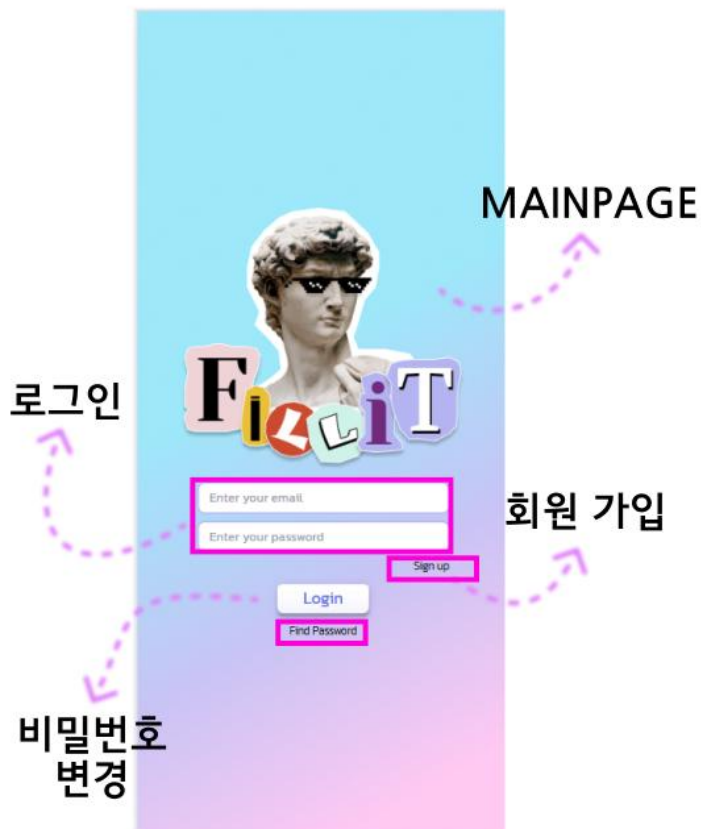 MAINPAGE
FiLLiT
로그인
Enter your email
Enter your password
회원 가입
Sign up
Login
Find Password
비밀번호
변경